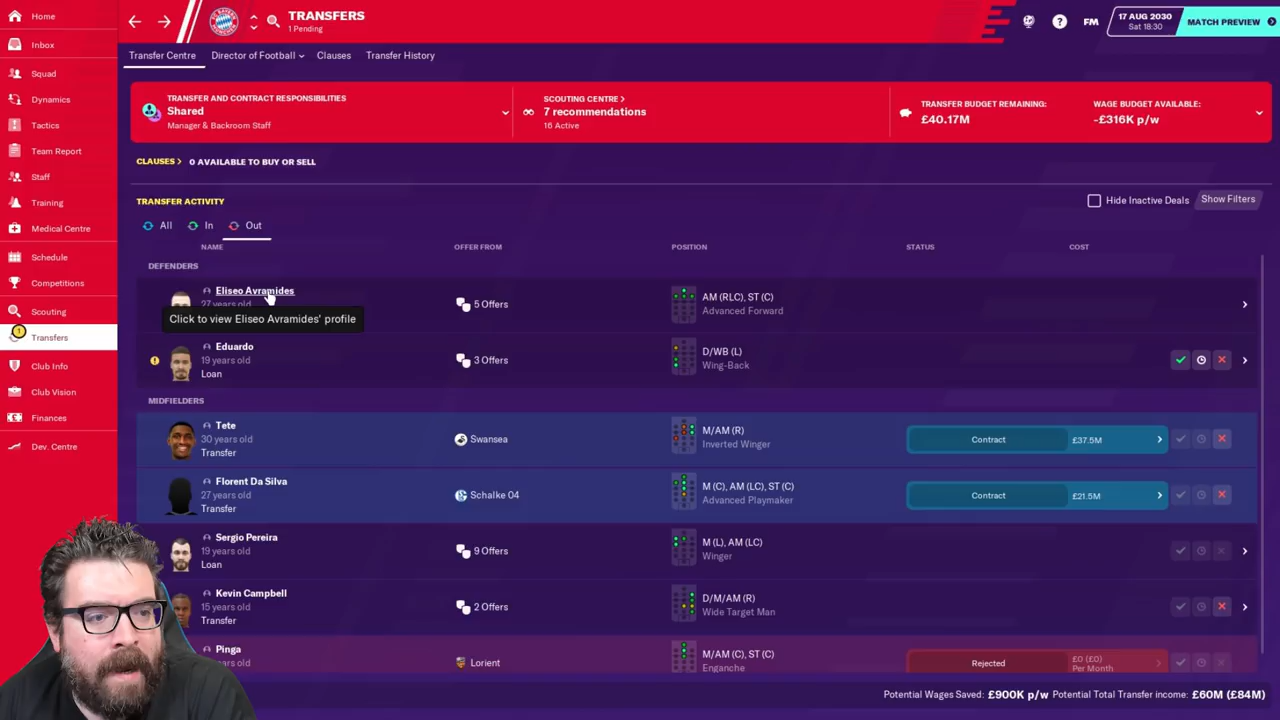 Home
Inbox
Squad
Dynamics
Tactics
Team Report
Staff
Training
Medical Centre
Schedule
Competitions
Scouting
1
Transfers
Club Info
Club Vision
Finances
Dev. Centre
TRANSFERS
1 Pending
?
FM
17 AUG 2030
Sat 18:30
MATCH PREVIEW
Transfer Centre
Director of Football
Clauses
Transfer History
TRANSFER AND CONTRACT RESPONSIBILITIES
Shared
Manager & Backroom Staff
SCOUTING CENTRE >
7 recommendations
16 Active
TRANSFER BUDGET REMAINING:
£40.17M
WAGE BUDGET AVAILABLE:
-£316K p/w
CLAUSES > 0 AVAILABLE TO BUY OR SELL
TRANSFER ACTIVITY
Hide Inactive Deals
Show Filters
All
In
Out
NAME
OFFER FROM
POSITION
STATUS
COST
DEFENDERS
Eliseo Avramides
27 years old
Click to view Eliseo Avramides' profile
5 Offers
AM (RLC), ST (C)
Advanced Forward
Eduardo
19 years old
Loan
3 Offers
D/WB (L)
Wing-Back
MIDFIELDERS
Tete
30 years old
Transfer
Swansea
M/AM (R)
Inverted Winger
Contract
£37.5M
Florent Da Silva
27 years old
Transfer
Schalke 04
M (C), AM (LC), ST (C)
Advanced Playmaker
Contract
£21.5M
Sergio Pereira
19 years old
Loan
9 Offers
M (L), AM (LC)
Winger
Kevin Campbell
15 years old
Transfer
2 Offers
D/M/AM (R)
Wide Target Man
Pinga
years old
Lorient
M/AM (C), ST (C)
Enganche
Rejected
£0 (£0)
Per Month
Potential Wages Saved: £900K p/w Potential Total Transfer income: £60M (£84M)